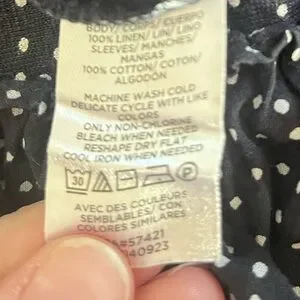 BODY/CORPS/CUERPO
100% LINEN/LIN/LINO
SLEEVES/MANCHES/
MANGAS
100% COTTON/COTON/
ALGODÓN
MACHINE WASH COLD
DELICATE CYCLE WITH LIKE
COLORS
ONLY NON-CHLORINE
BLEACH WHEN NEEDED
RESHAPE DRY FLAT
COOL IRON WHEN NEEDED
30
AVEC DES COULEURS
SEMBLABLES/CON
COLORES SIMILARES
#57421
40923